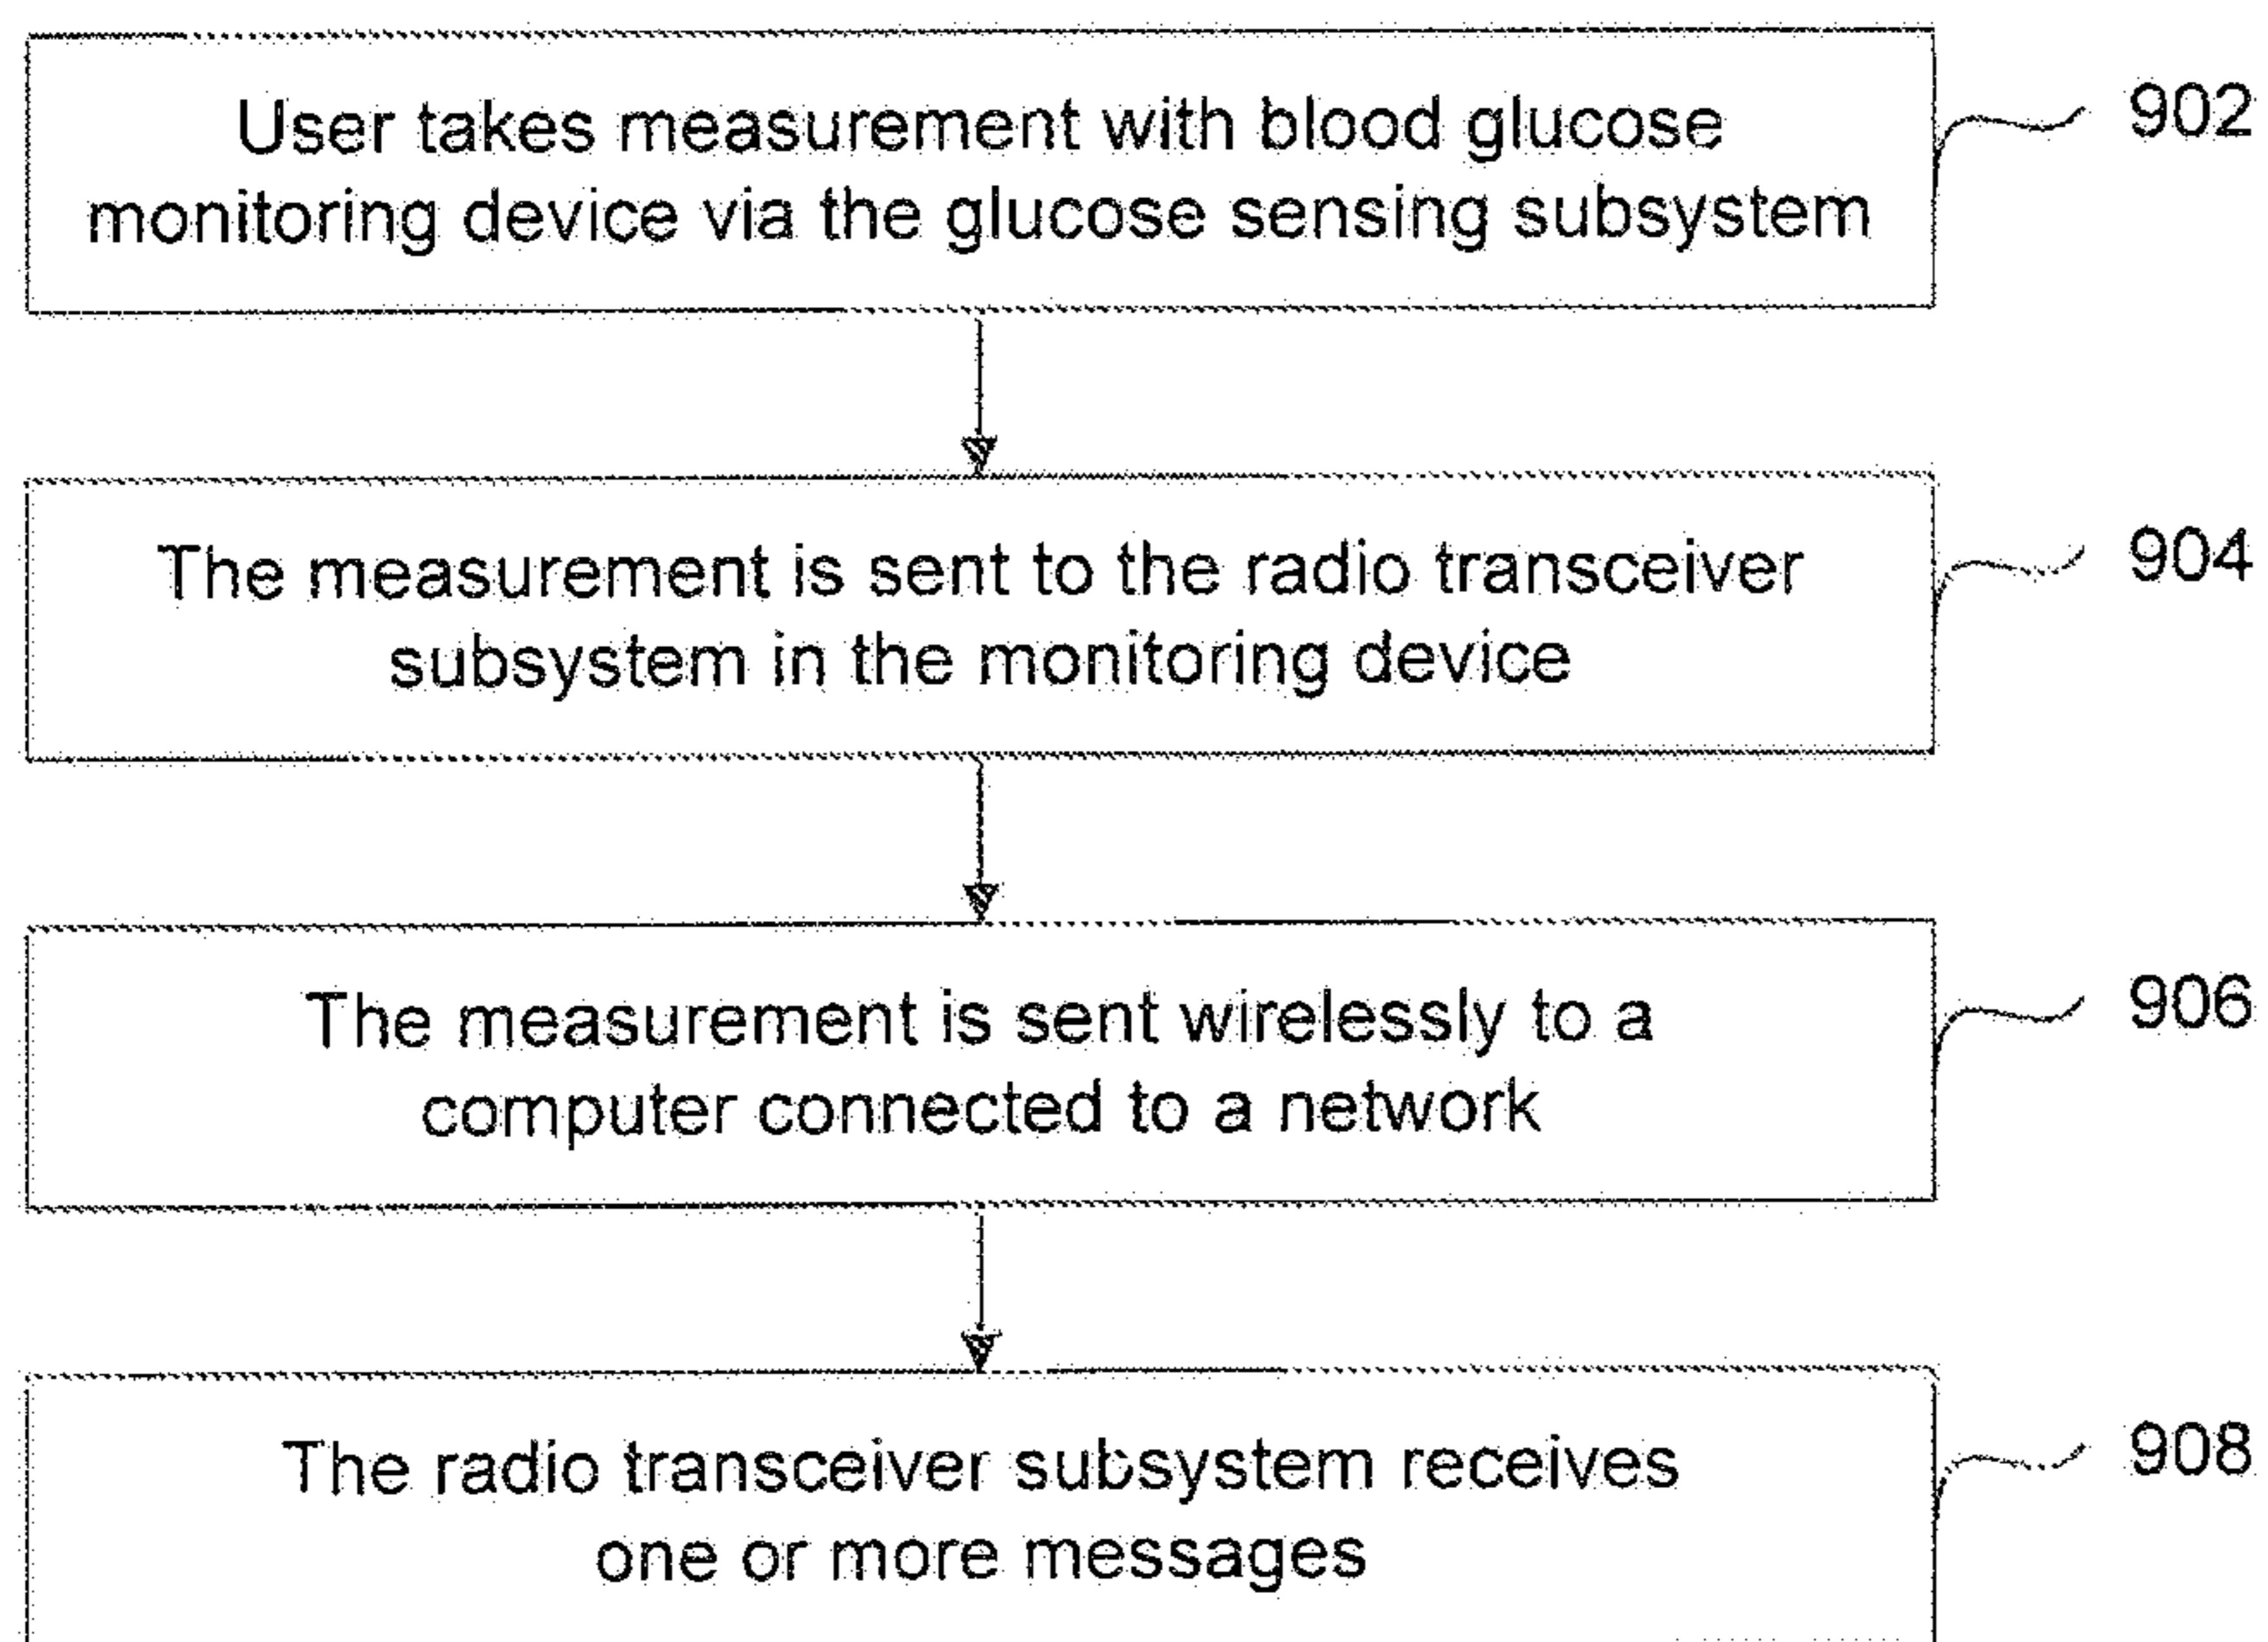 User takes measurement with blood glucose
monitoring device via the glucose sensing subsystem
902
The measurement is sent to the radio transceiver
subsystem in the monitoring device
904
The measurement is sent wirelessly to a
computer connected to a network
906
The radio transceiver subsystem receives
one or more messages
908